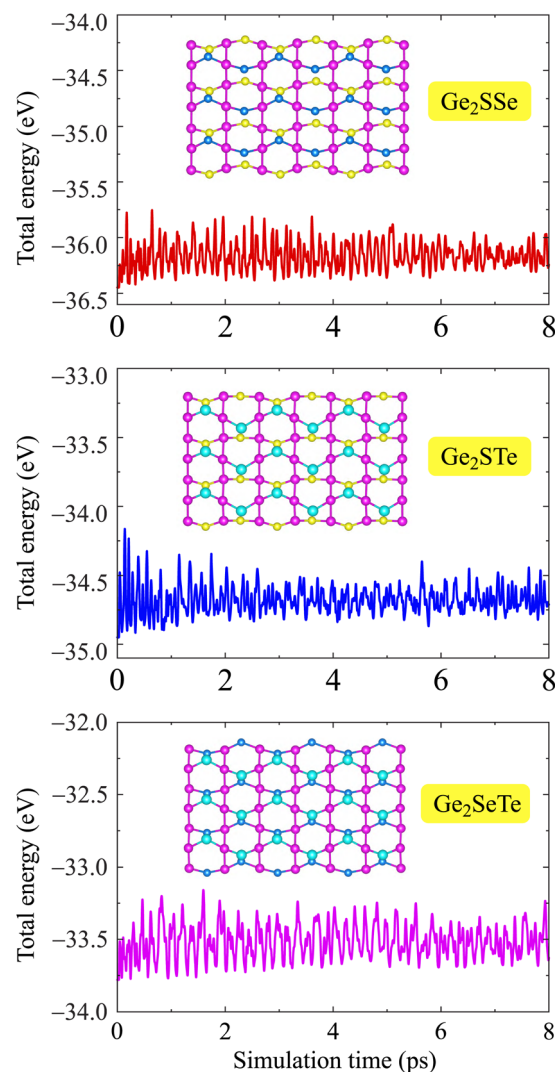 −34.0
−34.5
−35.0
−35.5
−36.0
−36.5
Total energy (eV)
Ge₂SSe
0 2 4 6 8
−33.0
−33.5
−34.0
−34.5
−35.0
Total energy (eV)
Ge₂STe
0 2 4 6 8
−32.0
−32.5
−33.0
−33.5
−34.0
Total energy (eV)
Ge₂SeTe
0 2 4 6 8
Simulation time (ps)